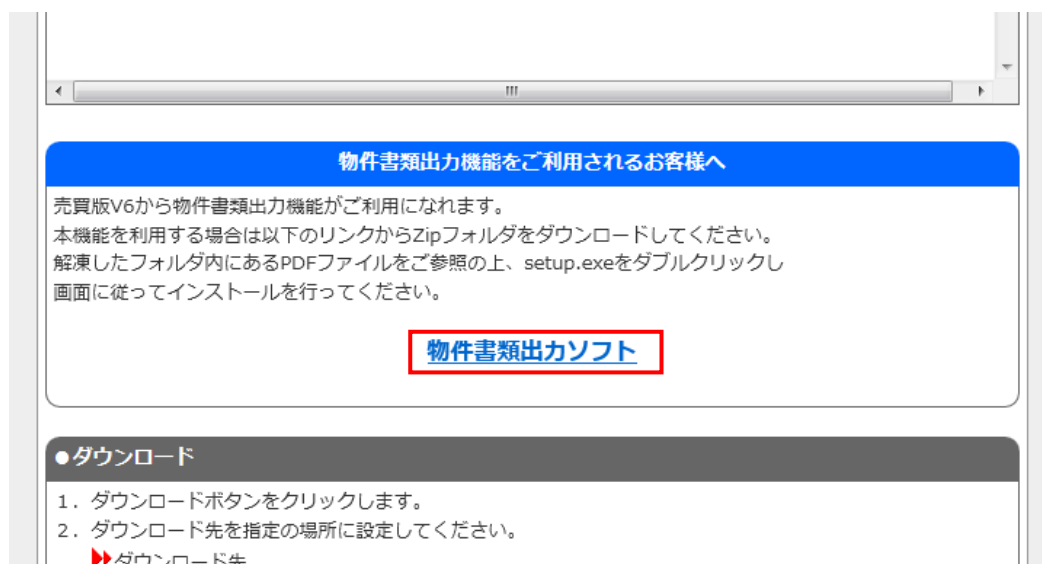 物件書類出力機能をご利用されるお客様へ
売買版V6から物件書類出力機能がご利用になれます。
本機能を利用する場合は以下のリンクからZipフォルダをダウンロードしてください。
解凍したフォルダ内にあるPDFファイルをご参照の上、setup.exeをダブルクリックし
画面に従ってインストールを行ってください。
物件書類出力ソフト
●ダウンロード
1. ダウンロードボタンをクリックします。
2. ダウンロード先を指定の場所に設定してください。
ダウンロード先